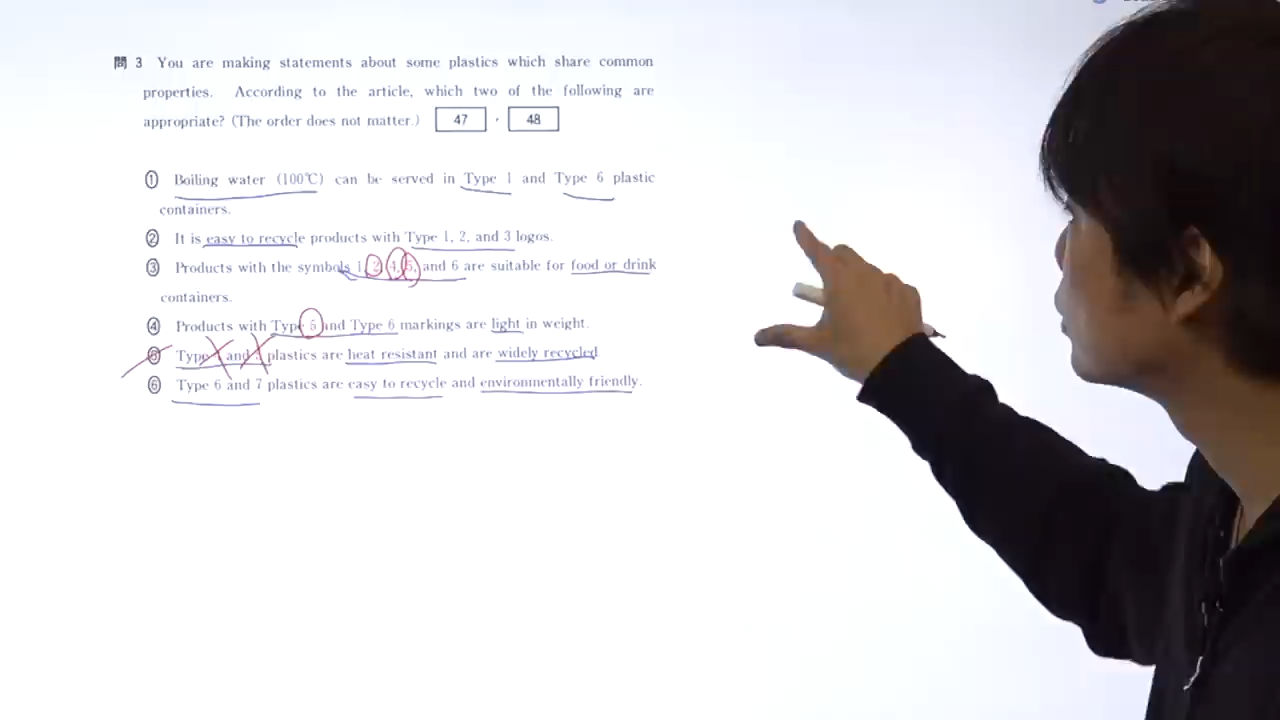 問 3 You are making statements about some plastics which share common
properties. According to the article, which two of the following are
appropriate? (The order does not matter.) 47 ・ 48
① Boiling water (100℃) can be served in Type 1 and Type 6 plastic
containers.
② It is easy to recycle products with Type 1, 2, and 3 logos.
③ Products with the symbols 1, 2, 4, 5, and 6 are suitable for food or drink
containers.
④ Products with Type 5 and Type 6 markings are light in weight.
⑤ Type and plastics are heat resistant and are widely recycled.
⑥ Type 6 and 7 plastics are easy to recycle and environmentally friendly.